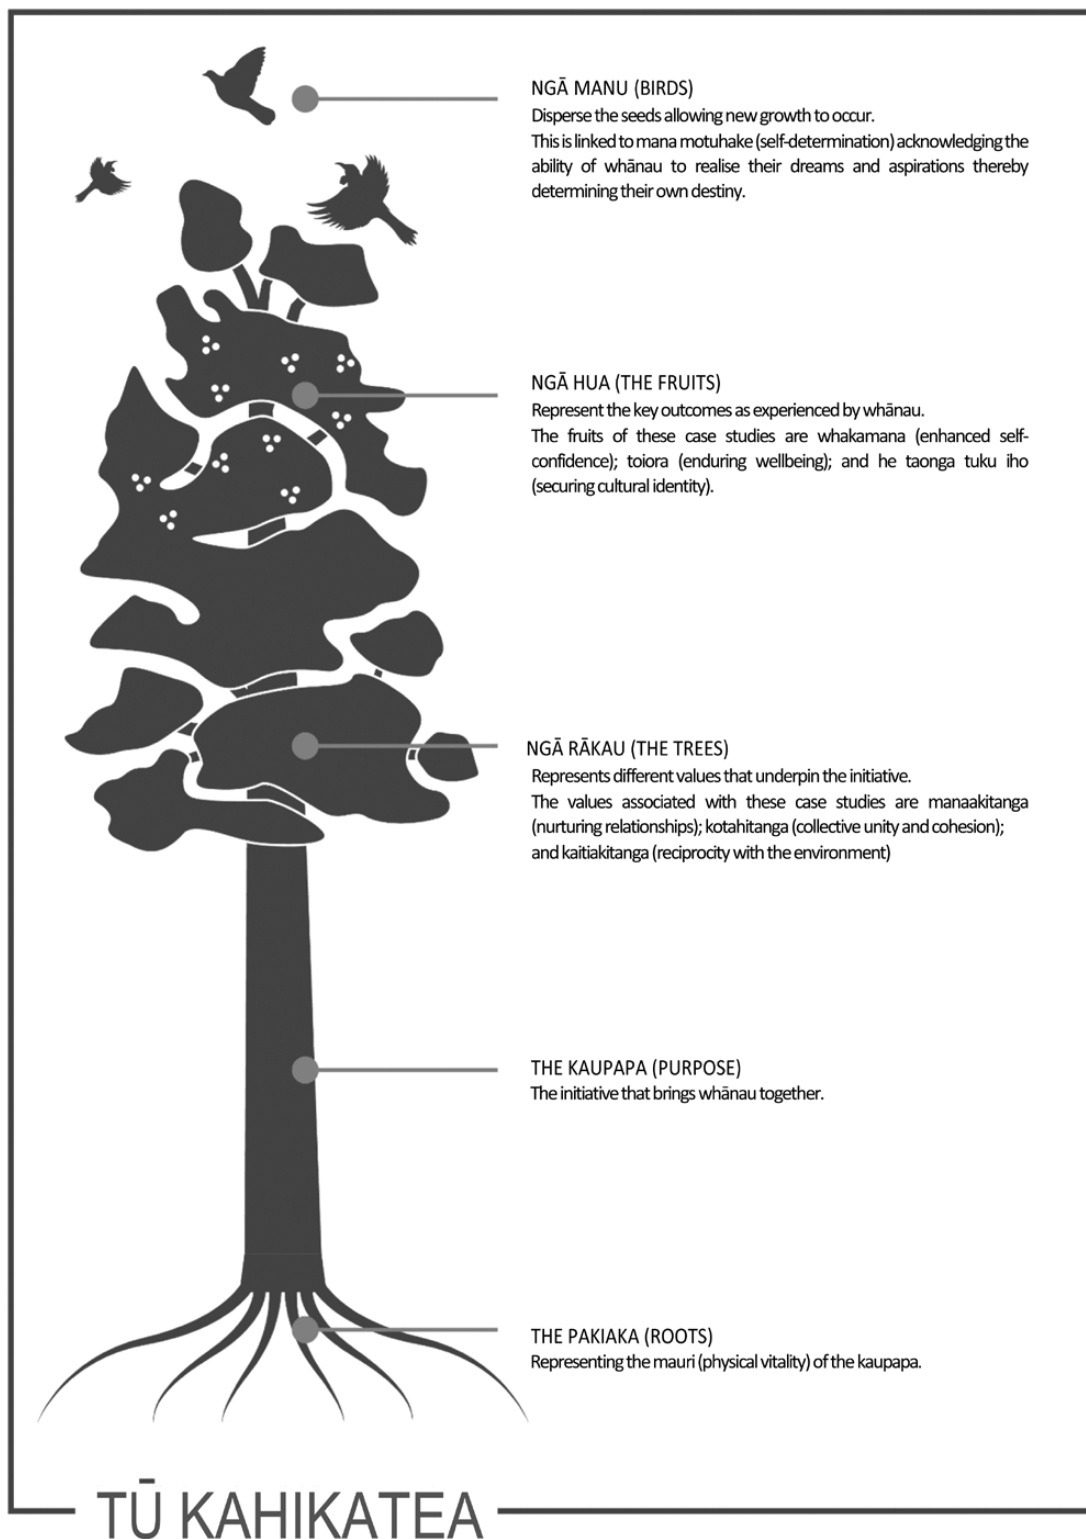 NGĀ MANU (BIRDS)
Disperse the seeds allowing new growth to occur.
This is linked to mana motuhake (self-determination) acknowledging the
ability of whānau to realise their dreams and aspirations thereby
determining their own destiny.
NGĀ HUA (THE FRUITS)
Represent the key outcomes as experienced by whānau.
The fruits of these case studies are whakamana (enhanced self-
confidence); toiora (enduring wellbeing); and he taonga tuku iho
(securing cultural identity).
NGĀ RĀKAU (THE TREES)
Represents different values that underpin the initiative.
The values associated with these case studies are manaakitanga
(nurturing relationships); kotahitanga (collective unity and cohesion);
and kaitiakitanga (reciprocity with the environment)
THE KAUPAPA (PURPOSE)
The initiative that brings whānau together.
THE PAKIAKA (ROOTS)
Representing the mauri (physical vitality) of the kaupapa.
TŪ KAHIKATEA